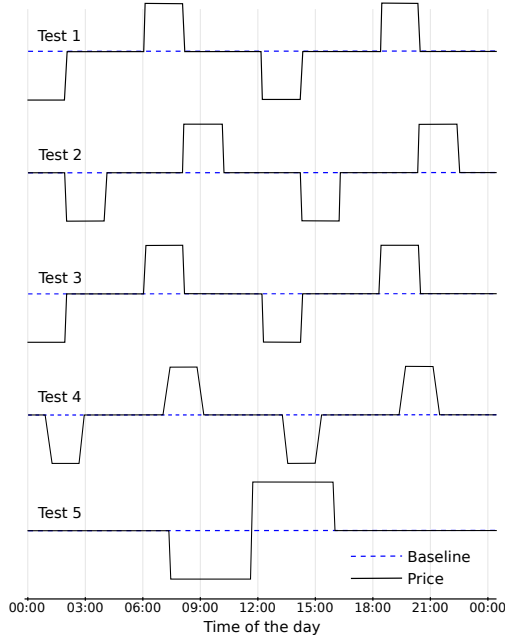 Test 1
Test 2
Test 3
Test 4
Test 5
Baseline
Price
00:00 03:00 06:00 09:00 12:00 15:00 18:00 21:00 00:00
Time of the day